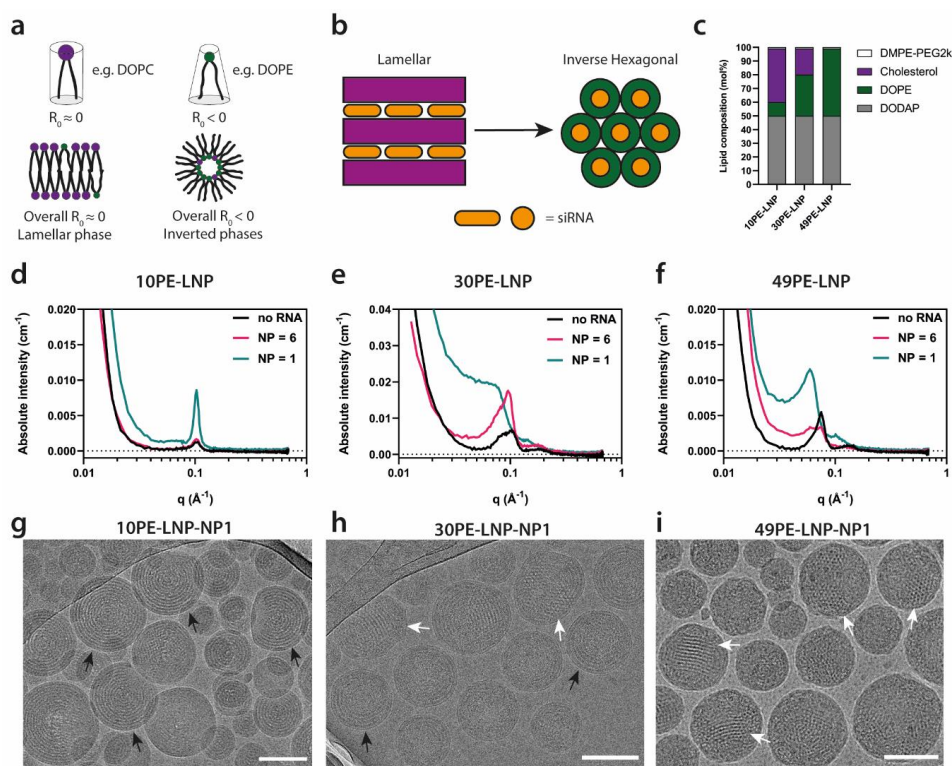 a
e.g. DOPC
e.g. DOPE
R₀ ≈ 0
R₀ < 0
Overall R₀ ≈ 0
Lamellar phase
Overall R₀ < 0
Inverted phases
b
Lamellar
Inverse Hexagonal
= siRNA
c
Lipid composition (mol%)
100
90
80
70
60
50
40
30
20
10
0
10PE-LNP
30PE-LNP
49PE-LNP
DMPE-PEG2k
Cholesterol
DOPE
DODAP
d
10PE-LNP
Absolute intensity (cm⁻¹)
0.020
0.015
0.010
0.005
0.000
no RNA
NP = 6
NP = 1
0.01
0.1
1
q (Å⁻¹)
e
30PE-LNP
Absolute intensity (cm⁻¹)
0.04
0.03
0.02
0.01
0.00
no RNA
NP = 6
NP = 1
0.01
0.1
1
q (Å⁻¹)
f
49PE-LNP
Absolute intensity (cm⁻¹)
0.020
0.015
0.010
0.005
0.000
no RNA
NP = 6
NP = 1
0.01
0.1
1
q (Å⁻¹)
g
10PE-LNP-NP1
h
30PE-LNP-NP1
i
49PE-LNP-NP1